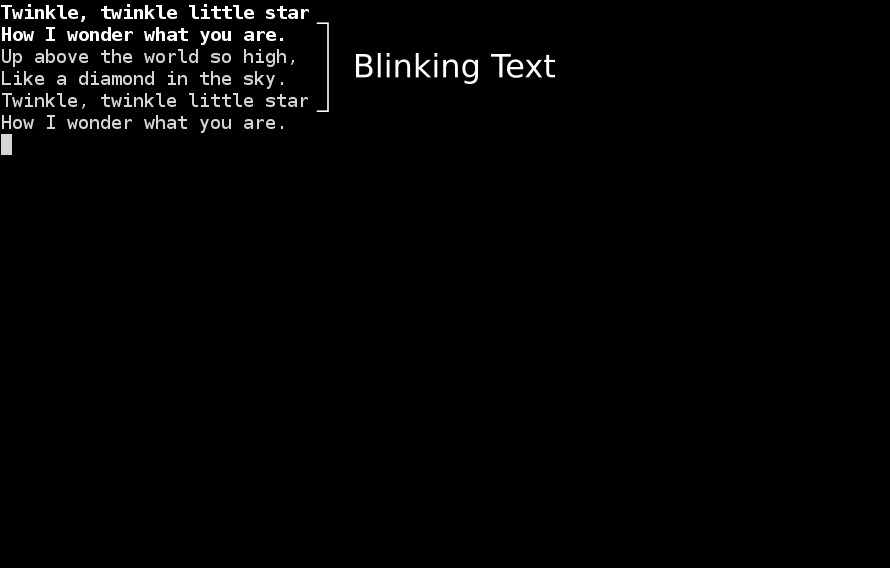 Twinkle, twinkle little star
How I wonder what you are.
Up above the world so high,
Like a diamond in the sky.
Twinkle, twinkle little star
How I wonder what you are.
Blinking Text